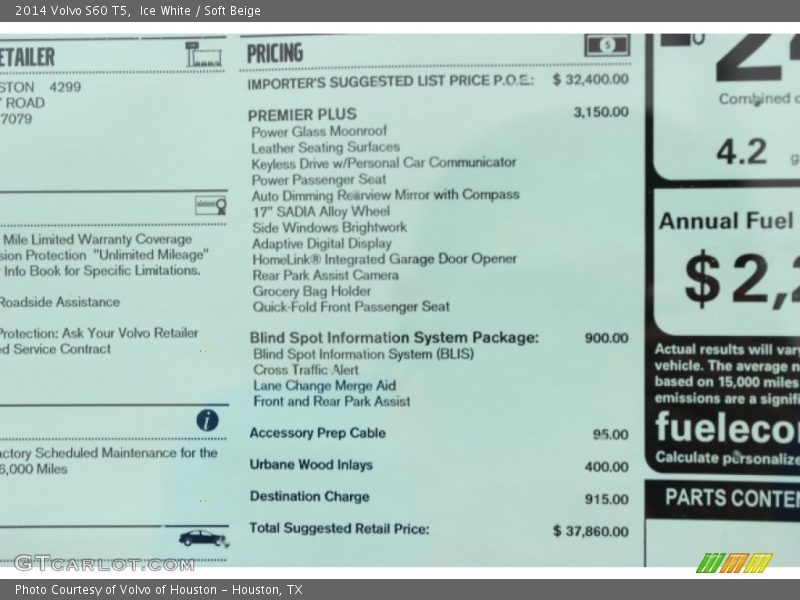 2014 Volvo S60 T5, Ice White / Soft Beige
ETAILER
STON 4299
ROAD
7079
Mile Limited Warranty Coverage
sion Protection "Unlimited Mileage"
Info Book for Specific Limitations.
Roadside Assistance
Protection: Ask Your Volvo Retailer
ed Service Contract
actory Scheduled Maintenance for the
6,000 Miles
PRICING
IMPORTER'S SUGGESTED LIST PRICE P.O.E: $ 32,400.00
PREMIER PLUS 3,150.00
Power Glass Moonroof
Leather Seating Surfaces
Keyless Drive w/Personal Car Communicator
Power Passenger Seat
Auto Dimming Rearview Mirror with Compass
17" SADIA Alloy Wheel
Side Windows Brightwork
Adaptive Digital Display
HomeLink® Integrated Garage Door Opener
Rear Park Assist Camera
Grocery Bag Holder
Quick-Fold Front Passenger Seat
Blind Spot Information System Package: 900.00
Blind Spot Information System (BLIS)
Cross Traffic Alert
Lane Change Merge Aid
Front and Rear Park Assist
Accessory Prep Cable 95.00
Urbane Wood Inlays 400.00
Destination Charge 915.00
Total Suggested Retail Price: $ 37,860.00
Combined
4.2 g
Annual Fuel
$2,2
Actual results will vary
vehicle. The average n
based on 15,000 miles
emissions are a signifi
fueleco
Calculate personalize
PARTS CONTEN
GTCARLOT.COM
Photo Courtesy of Volvo of Houston - Houston, TX